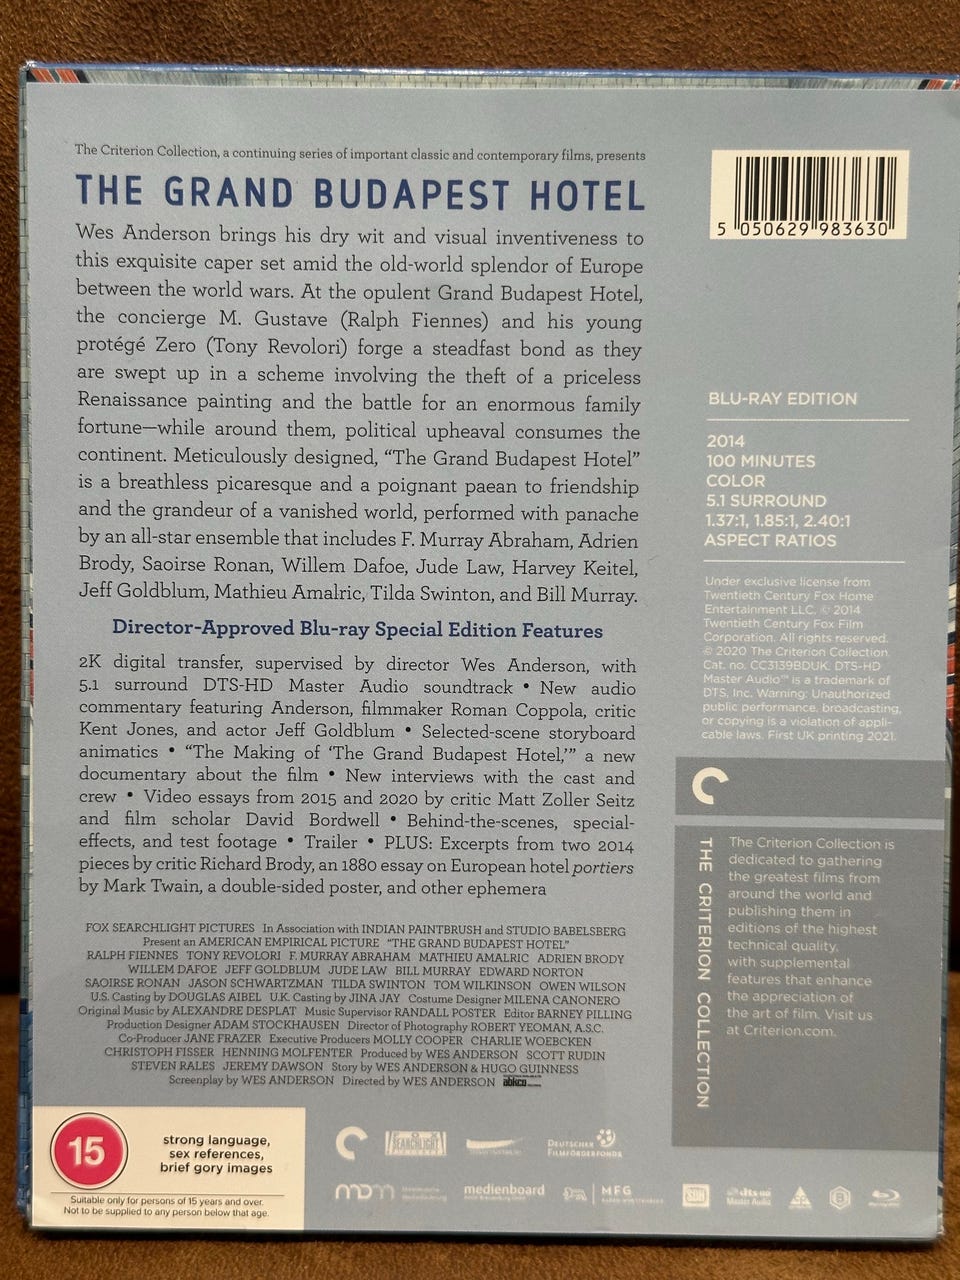 The Criterion Collection, a continuing series of important classic and contemporary films, presents
THE GRAND BUDAPEST HOTEL
Wes Anderson brings his dry wit and visual inventiveness to
this exquisite caper set amid the old-world splendor of Europe
between the world wars. At the opulent Grand Budapest Hotel,
the concierge M. Gustave (Ralph Fiennes) and his young
protégé Zero (Tony Revolori) forge a steadfast bond as they
are swept up in a scheme involving the theft of a priceless
Renaissance painting and the battle for an enormous family
fortune—while around them, political upheaval consumes the
continent. Meticulously designed, “The Grand Budapest Hotel”
is a breathless picaresque and a poignant paean to friendship
and the grandeur of a vanished world, performed with panache
by an all-star ensemble that includes F. Murray Abraham, Adrien
Brody, Saoirse Ronan, Willem Dafoe, Jude Law, Harvey Keitel,
Jeff Goldblum, Mathieu Amalric, Tilda Swinton, and Bill Murray.
Director-Approved Blu-ray Special Edition Features
2K digital transfer, supervised by director Wes Anderson, with
5.1 surround DTS-HD Master Audio soundtrack • New audio
commentary featuring Anderson, filmmaker Roman Coppola, critic
Kent Jones, and actor Jeff Goldblum • Selected-scene storyboard
animatics • “The Making of ‘The Grand Budapest Hotel,’” a new
documentary about the film • New interviews with the cast and
crew • Video essays from 2015 and 2020 by critic Matt Zoller Seitz
and film scholar David Bordwell • Behind-the-scenes, special-
effects, and test footage • Trailer • PLUS: Excerpts from two 2014
pieces by critic Richard Brody, an 1880 essay on European hotel portiers
by Mark Twain, a double-sided poster, and other ephemera
FOX SEARCHLIGHT PICTURES In Association with INDIAN PAINTBRUSH and STUDIO BABELSBERG
Present an AMERICAN EMPIRICAL PICTURE “THE GRAND BUDAPEST HOTEL”
RALPH FIENNES TONY REVOLORI F. MURRAY ABRAHAM MATHIEU AMALRIC ADRIEN BRODY
WILLEM DAFOE JEFF GOLDBLUM JUDE LAW BILL MURRAY EDWARD NORTON
SAOIRSE RONAN JASON SCHWARTZMAN TILDA SWINTON TOM WILKINSON OWEN WILSON
U.S. Casting by DOUGLAS AIBEL U.K. Casting by JINA JAY Costume Designer MILENA CANONERO
Original Music by ALEXANDRE DESPLAT Music Supervisor RANDALL POSTER Editor BARNEY PILLING
Production Designer ADAM STOCKHAUSEN Director of Photography ROBERT YEOMAN, A.S.C.
Co-Producer JANE FRAZER Executive Producers MOLLY COOPER CHARLIE WOEBCKEN
CHRISTOPH FISSER HENNING MOLFENTER Produced by WES ANDERSON SCOTT RUDIN
STEVEN RALES JEREMY DAWSON Story by WES ANDERSON & HUGO GUINNESS
Screenplay by WES ANDERSON Directed by WES ANDERSON abkco
15
strong language,
sex references,
brief gory images
Suitable only for persons of 15 years and over.
Not to be supplied to any person below that age.
FOX
SEARCHLIGHT
PICTURES
DEUTSCHER
FILMFÖRDERFONDS
mdm
medienboard
MFG
SDH
dts-HD
Master Audio
5 050629 983630
BLU-RAY EDITION
2014
100 MINUTES
COLOR
5.1 SURROUND
1.37:1, 1.85:1, 2.40:1
ASPECT RATIOS
Under exclusive license from
Twentieth Century Fox Home
Entertainment LLC. © 2014
Twentieth Century Fox Film
Corporation. All rights reserved.
© 2020 The Criterion Collection.
Cat. no. CC3139BDUK. DTS-HD
Master Audio™ is a trademark of
DTS, Inc. Warning: Unauthorized
public performance, broadcasting,
or copying is a violation of appli-
cable laws. First UK printing 2021.
THE CRITERION COLLECTION
The Criterion Collection is
dedicated to gathering
the greatest films from
around the world and
publishing them in
editions of the highest
technical quality,
with supplemental
features that enhance
the appreciation of
the art of film. Visit us
at Criterion.com.